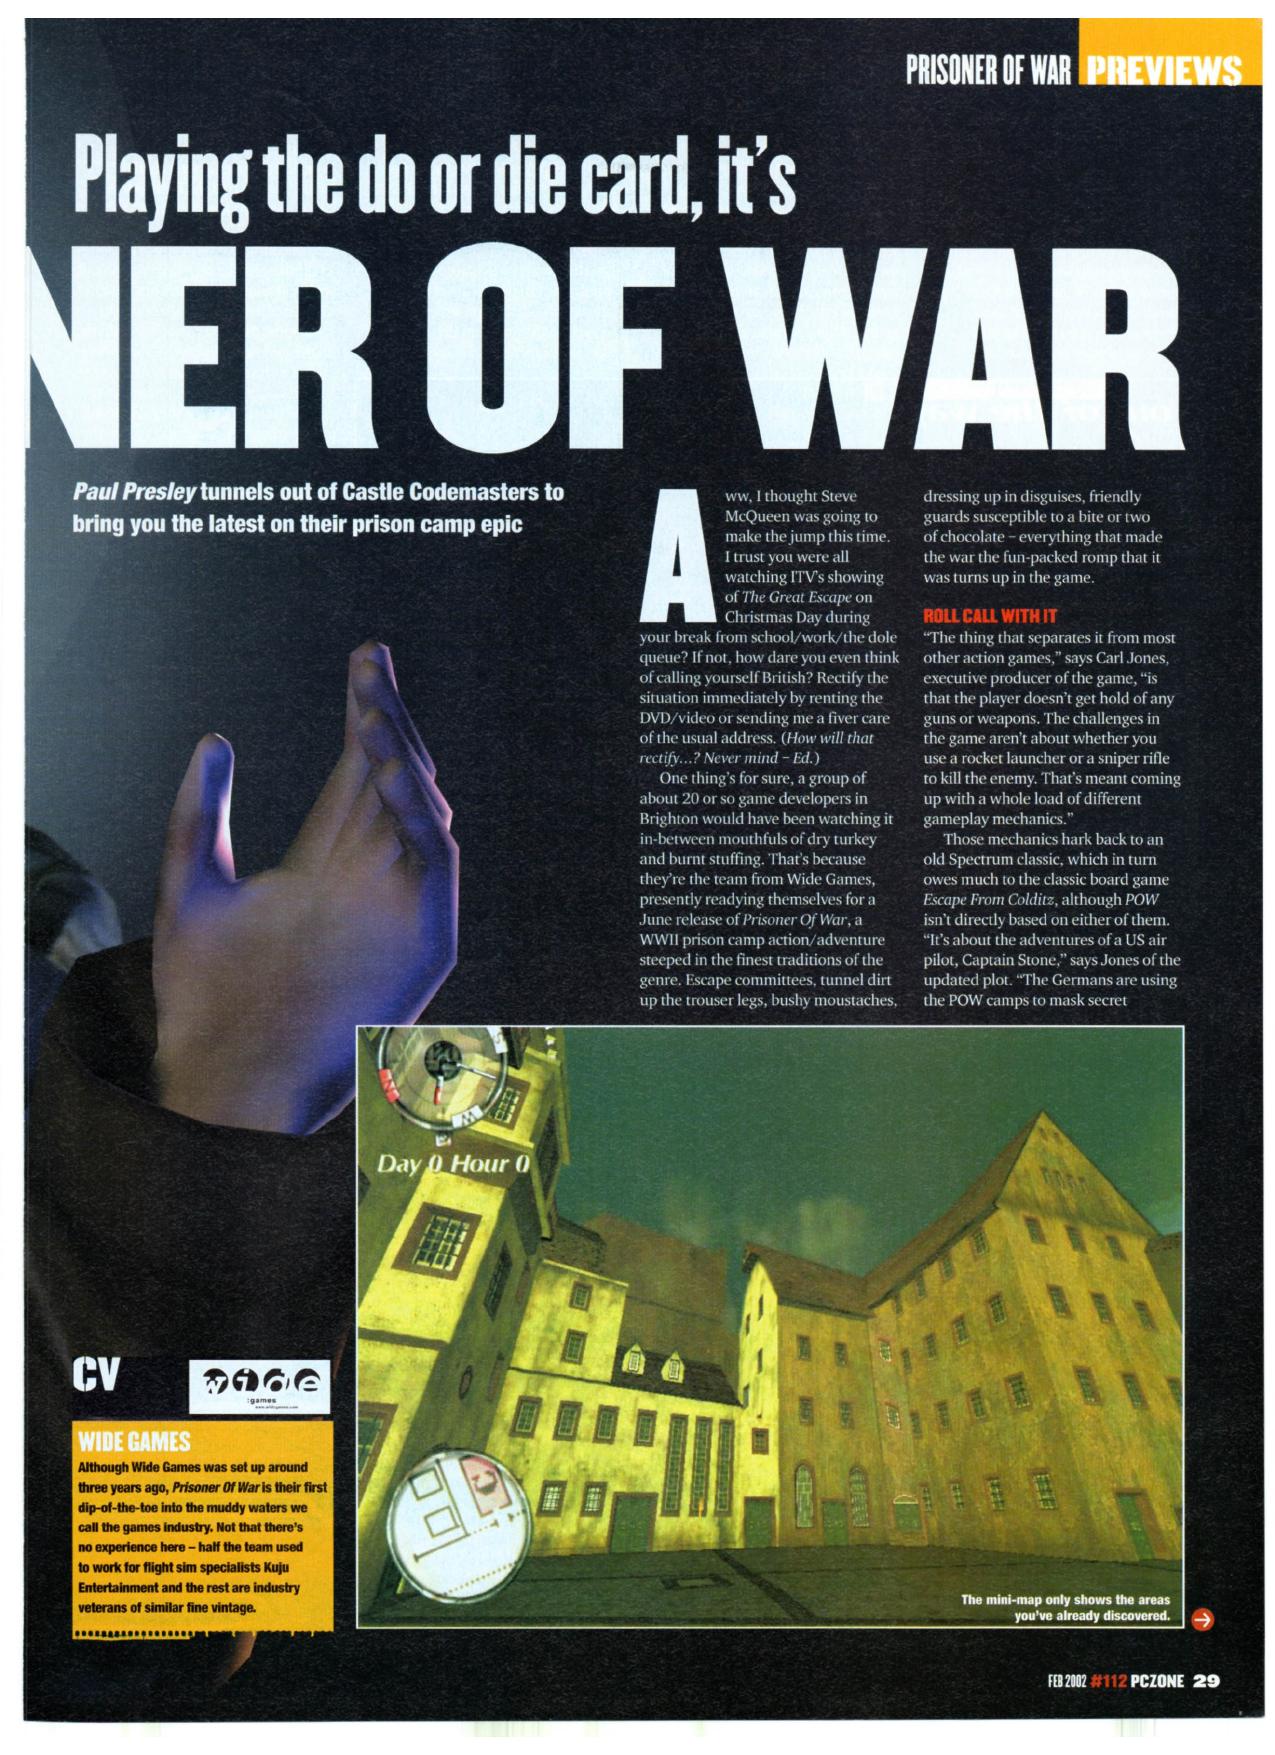 PRISONER OF WAR PREVIEWS
Playing the do or die card, it's
NER OF WAR
Paul Presley tunnels out of Castle Codemasters to
bring you the latest on their prison camp epic
Aww, I thought Steve
McQueen was going to
make the jump this time.
I trust you were all
watching ITV's showing
of The Great Escape on
Christmas Day during
your break from school/work/the dole
queue? If not, how dare you even think
of calling yourself British? Rectify the
situation immediately by renting the
DVD/video or sending me a fiver care
of the usual address. (How will that
rectify...? Never mind – Ed.)
One thing's for sure, a group of
about 20 or so game developers in
Brighton would have been watching it
in-between mouthfuls of dry turkey
and burnt stuffing. That's because
they're the team from Wide Games,
presently readying themselves for a
June release of Prisoner Of War, a
WWII prison camp action/adventure
steeped in the finest traditions of the
genre. Escape committees, tunnel dirt
up the trouser legs, bushy moustaches,
dressing up in disguises, friendly
guards susceptible to a bite or two
of chocolate – everything that made
the war the fun-packed romp that it
was turns up in the game.
ROLL CALL WITH IT
"The thing that separates it from most
other action games," says Carl Jones,
executive producer of the game, "is
that the player doesn't get hold of any
guns or weapons. The challenges in
the game aren't about whether you
use a rocket launcher or a sniper rifle
to kill the enemy. That's meant coming
up with a whole load of different
gameplay mechanics."
Those mechanics hark back to an
old Spectrum classic, which in turn
owes much to the classic board game
Escape From Colditz, although POW
isn't directly based on either of them.
"It's about the adventures of a US air
pilot, Captain Stone," says Jones of the
updated plot. "The Germans are using
the POW camps to mask secret
Day 0 Hour 0
The mini-map only shows the areas
you've already discovered.
CV
wide
:games
www.widegames.com
WIDE GAMES
Although Wide Games was set up around
three years ago, Prisoner Of War is their first
dip-of-the-toe into the muddy waters we
call the games industry. Not that there's
no experience here – half the team used
to work for flight sim specialists Kuju
Entertainment and the rest are industry
veterans of similar fine vintage.
FEB 2002 #112 PCZONE 29